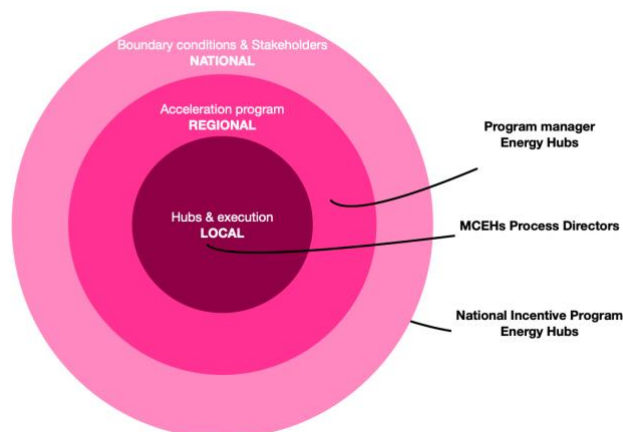 Boundary conditions & Stakeholders
NATIONAL
Acceleration program
REGIONAL
Hubs & execution
LOCAL
Program manager
Energy Hubs
MCEHs Process Directors
National Incentive Program
Energy Hubs